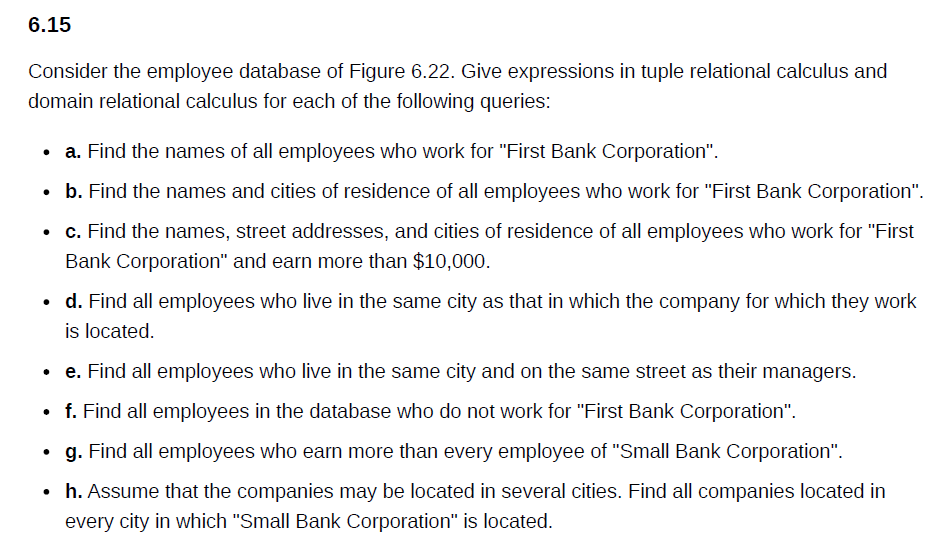 6.15
Consider the employee database of Figure 6.22. Give expressions in tuple relational calculus and
domain relational calculus for each of the following queries:
• a. Find the names of all employees who work for "First Bank Corporation".
• b. Find the names and cities of residence of all employees who work for "First Bank Corporation".
• c. Find the names, street addresses, and cities of residence of all employees who work for "First
Bank Corporation" and earn more than $10,000.
• d. Find all employees who live in the same city as that in which the company for which they work
is located.
• e. Find all employees who live in the same city and on the same street as their managers.
• f. Find all employees in the database who do not work for "First Bank Corporation".
• g. Find all employees who earn more than every employee of "Small Bank Corporation".
• h. Assume that the companies may be located in several cities. Find all companies located in
every city in which "Small Bank Corporation" is located.